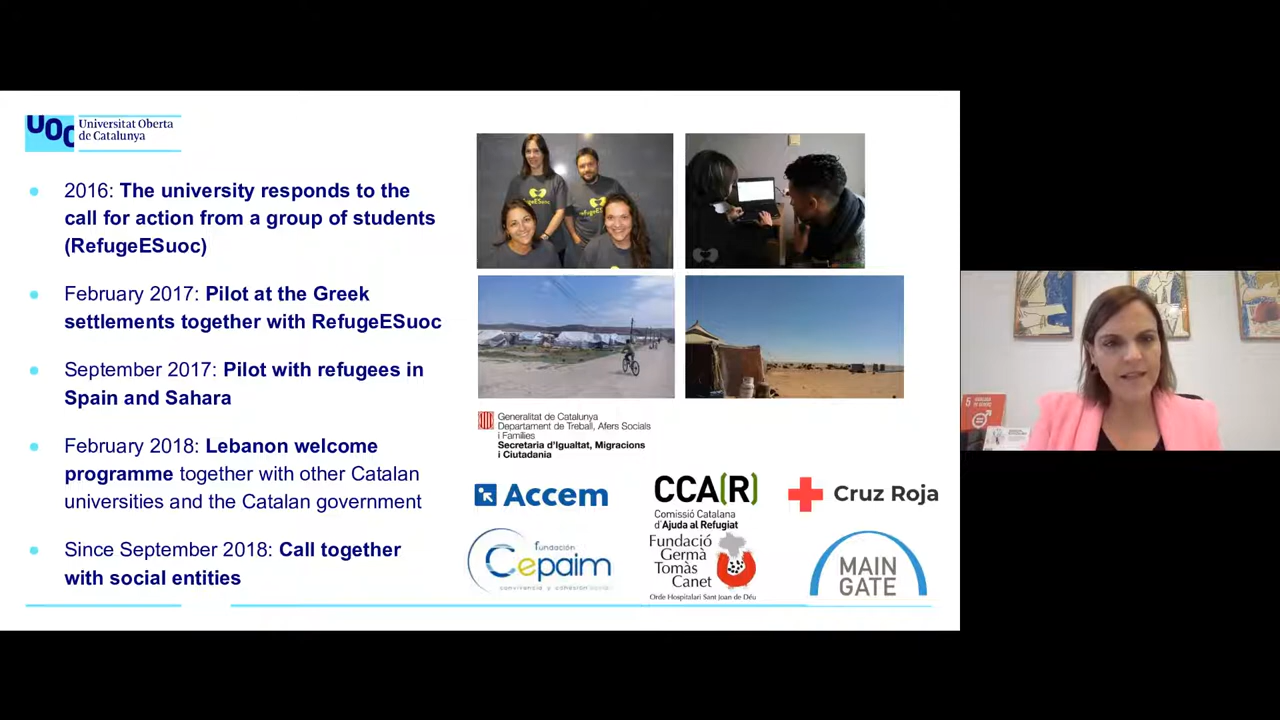 UOC
Universitat Oberta
de Catalunya
2016: The university responds to the
call for action from a group of students
(RefugeESuoc)
February 2017: Pilot at the Greek
settlements together with RefugeESuoc
September 2017: Pilot with refugees in
Spain and Sahara
February 2018: Lebanon welcome
programme together with other Catalan
universities and the Catalan government
Since September 2018: Call together
with social entities
Generalitat de Catalunya
Departament de Treball, Afers Socials
i Famílies
Secretaria d'Igualtat, Migracions
i Ciutadania
Accem
CCA(R)
Comissió Catalana
d'Ajuda al Refugiat
Cruz Roja
fundación
Cepaim
convivencia y cohesión social
Fundació
Germà
Tomàs
Canet
Orde Hospitalari Sant Joan de Déu
MAIN
GATE
5